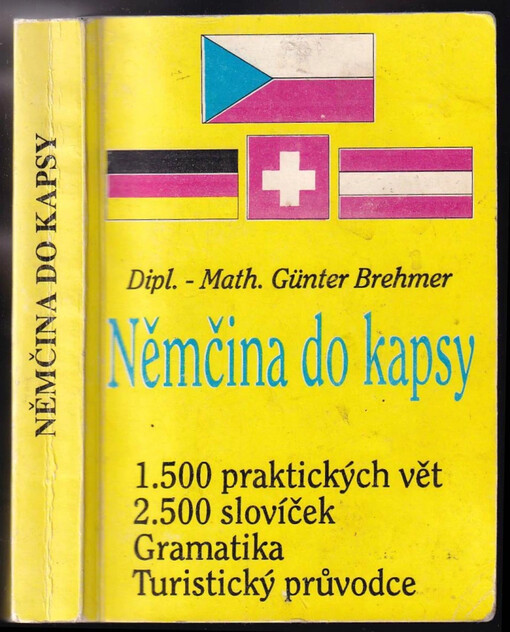 NĚMČINA DO KAPSY
Dipl. - Math. Günter Brehmer
Němčina do kapsy
1.500 praktických vět
2.500 slovíček
Gramatika
Turistický průvodce